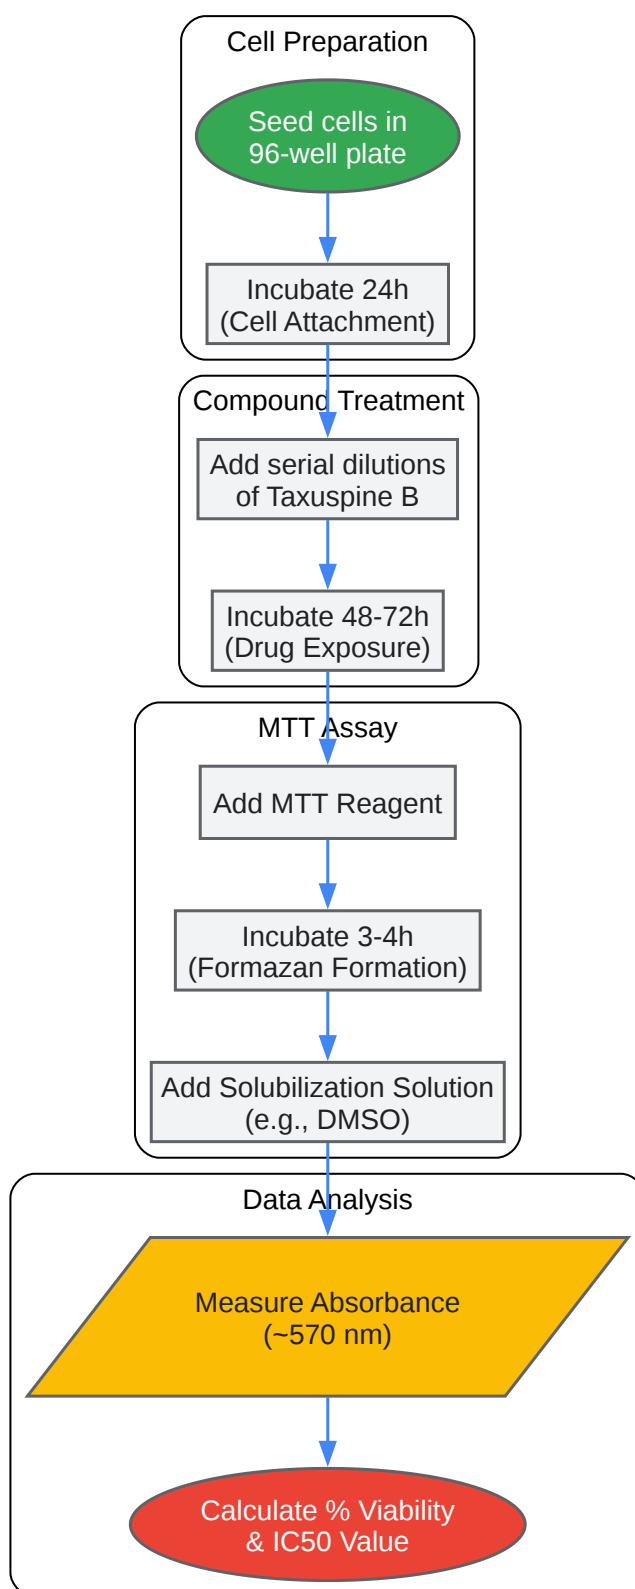 Cell Preparation
Seed cells in
96-well plate
Incubate 24h
(Cell Attachment)
Compound Treatment
Add serial dilutions
of Taxuspine B
Incubate 48-72h
(Drug Exposure)
MTT Assay
Add MTT Reagent
Incubate 3-4h
(Formazan Formation)
Add Solubilization Solution
(e.g., DMSO)
Data Analysis
Measure Absorbance
(~570 nm)
Calculate % Viability
& IC50 Value